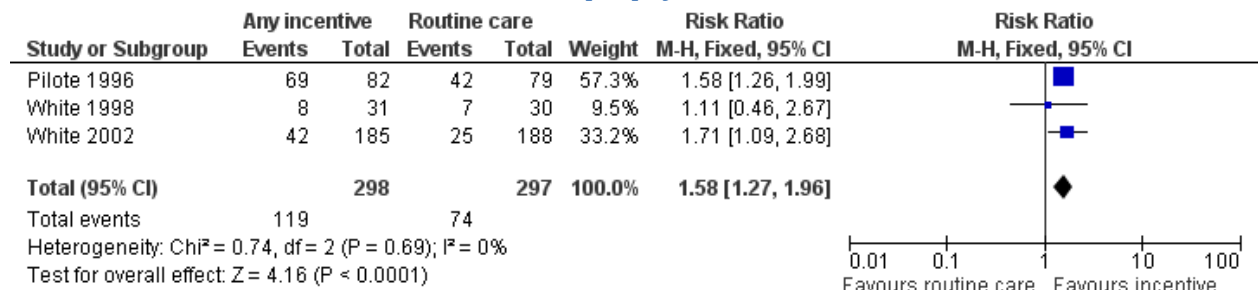 Any incentive Routine care Risk Ratio Risk Ratio
Study or Subgroup Events Total Events Total Weight M-H, Fixed, 95% CI M-H, Fixed, 95% CI
Pilote 1996 69 82 42 79 57.3% 1.58 [1.26, 1.99]
White 1998 8 31 7 30 9.5% 1.11 [0.46, 2.67]
White 2002 42 185 25 188 33.2% 1.71 [1.09, 2.68]
Total (95% CI) 298 297 100.0% 1.58 [1.27, 1.96]
Total events 119 74
Heterogeneity: Chi² = 0.74, df = 2 (P = 0.69); I² = 0%
Test for overall effect: Z = 4.16 (P < 0.0001)
0.01 0.1 1 10 100
Favours routine care Favours incentive